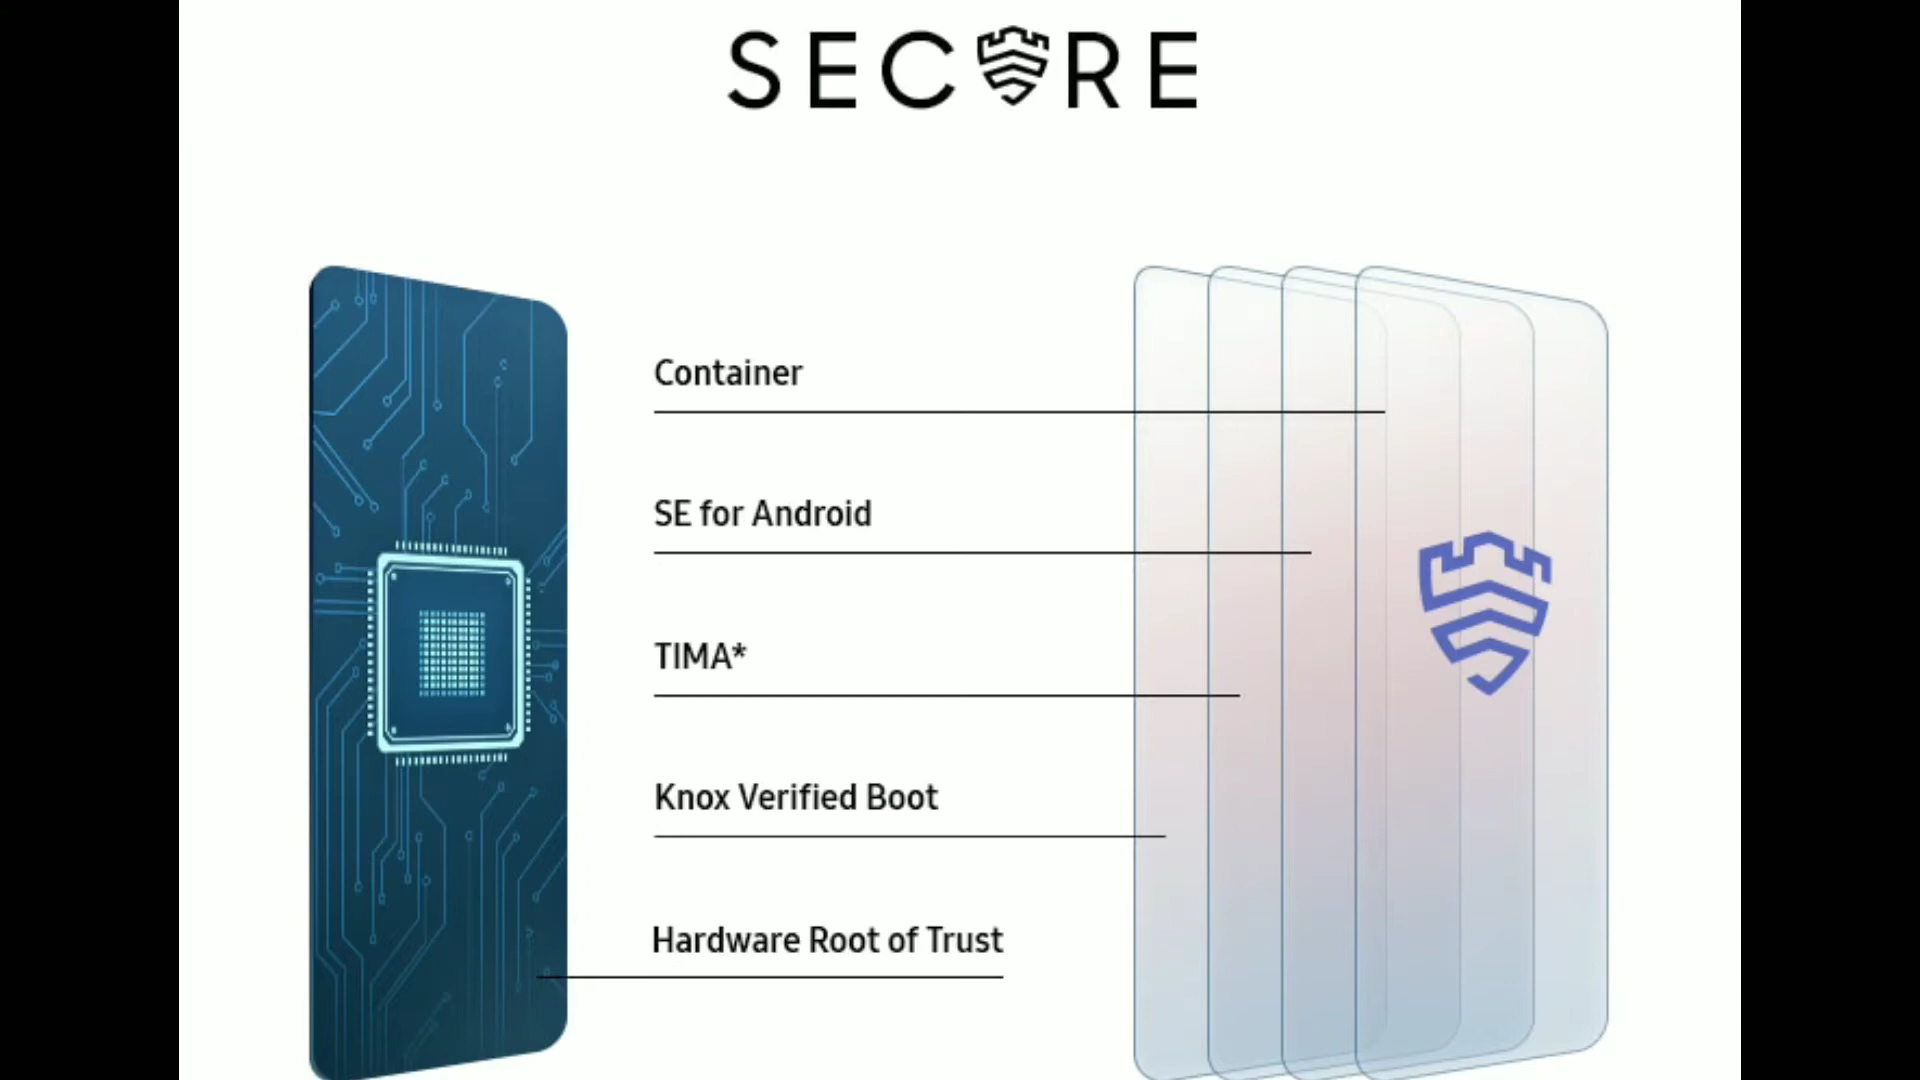 SECURE
Container
SE for Android
TIMA*
Knox Verified Boot
Hardware Root of Trust